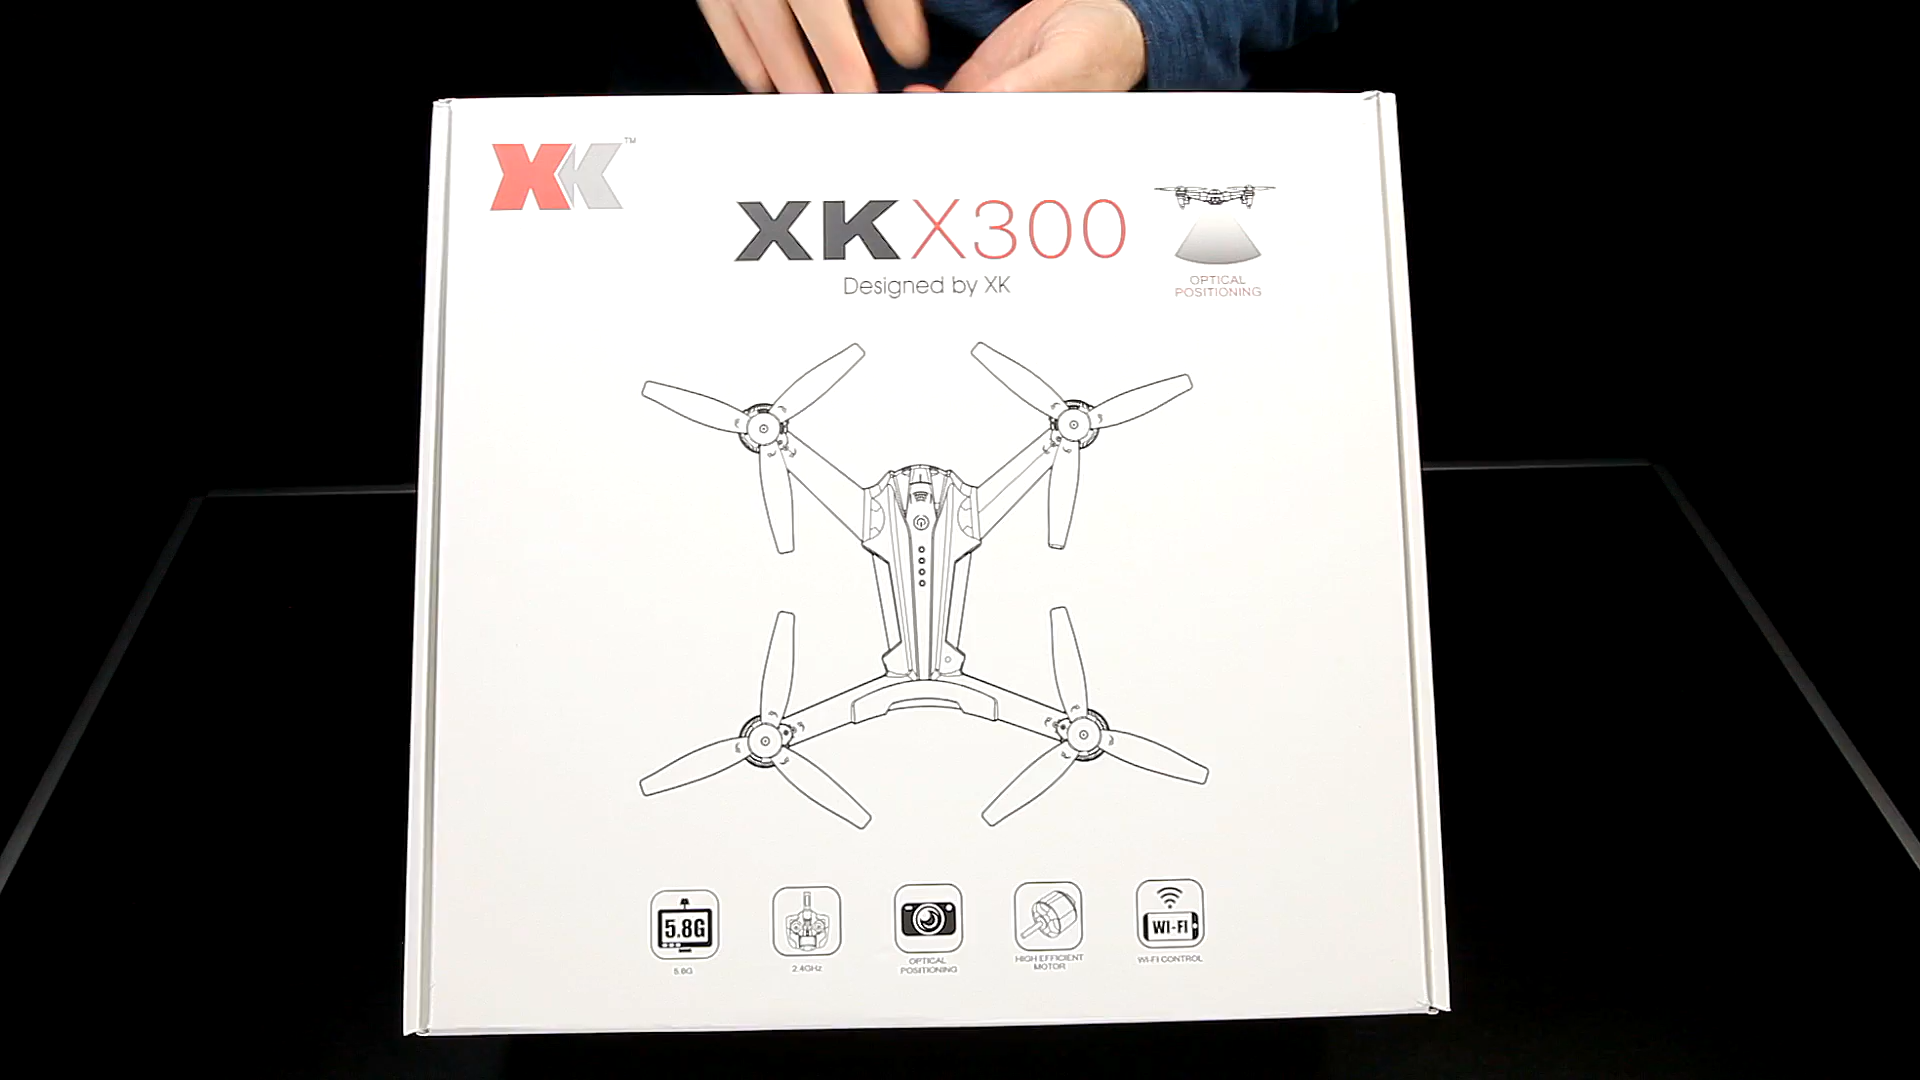 XK™
XK X300
Designed by XK
OPTICAL
POSITIONING
5.8G
5.8G
2.4GHz
OPTICAL
POSITIONING
HIGH EFFICIENT
MOTOR
WI-FI
WI-FI CONTROL